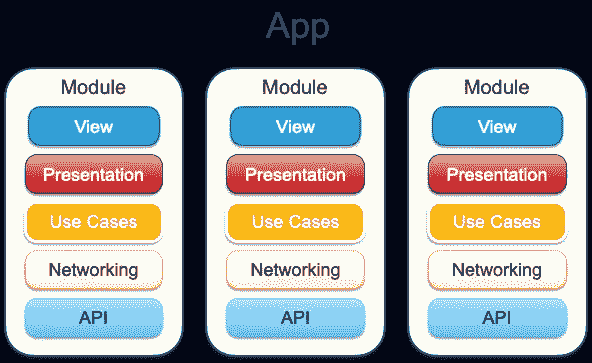 App
Module
View
Presentation
Use Cases
Networking
API
Module
View
Presentation
Use Cases
Networking
API
Module
View
Presentation
Use Cases
Networking
API